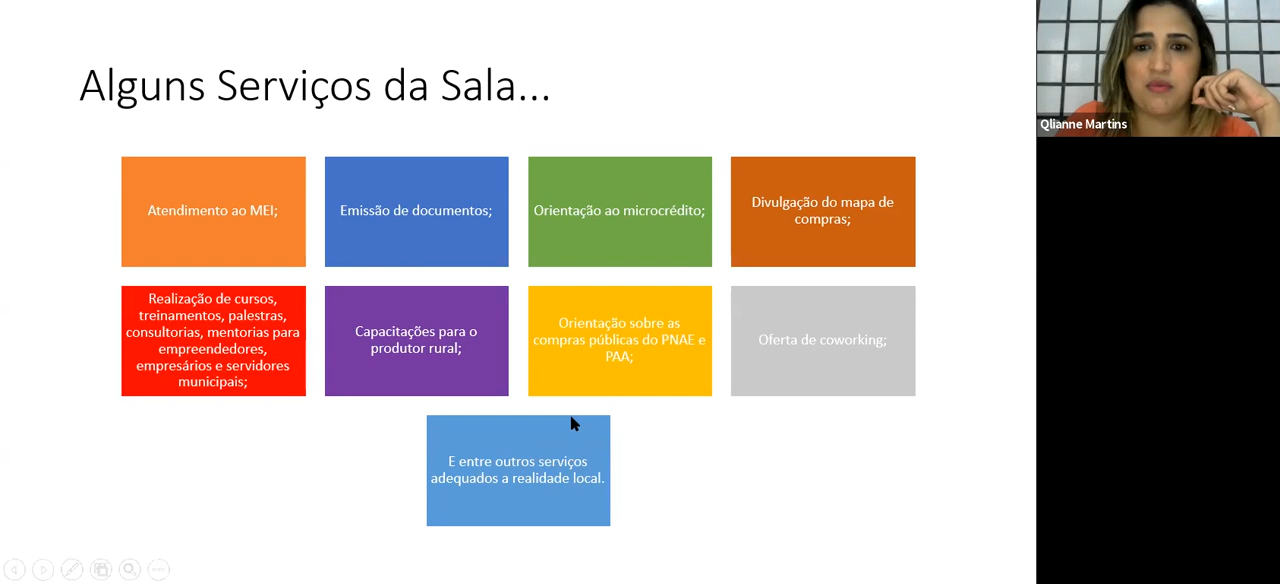 Alguns Serviços da Sala...
Atendimento ao MEI;
Emissão de documentos;
Orientação ao microcrédito;
Divulgação do mapa de
compras;
Realização de cursos,
treinamentos, palestras,
consultorias, mentorias para
empreendedores,
empresários e servidores
municipais;
Capacitações para o
produtor rural;
Orientação sobre as
compras públicas do PNAE e
PAA;
Oferta de coworking;
E entre outros serviços
adequados a realidade local.
Qlianne Martins